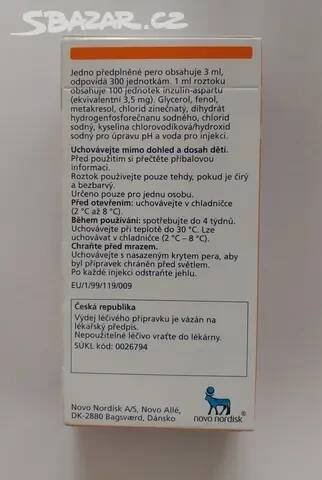 SBAZAR.CZ
Jedno předplněné pero obsahuje 3 ml,
odpovídá 300 jednotkám. 1 ml roztoku
obsahuje 100 jednotek inzulin-aspartu
(ekvivalentní 3,5 mg). Glycerol, fenol,
metakresol, chlorid zinečnatý, dihydrát
hydrogenfosforečnanu sodného, chlorid
sodný, kyselina chlorovodíková/hydroxid
sodný pro úpravu pH a voda pro injekci.
Uchovávejte mimo dohled a dosah dětí.
Před použitím si přečtěte příbalovou
informaci.
Roztok používejte pouze tehdy, pokud je čirý
a bezbarvý.
Určeno pouze pro jednu osobu.
Před otevřením: uchovávejte v chladničce
(2 °C až 8 °C).
Během používání: spotřebujte do 4 týdnů.
Uchovávejte při teplotě do 30 °C. Lze
uchovávat v chladničce (2 °C – 8 °C).
Chraňte před mrazem.
Uchovávejte s nasazeným krytem pera, aby
byl přípravek chráněn před světlem.
Po každé injekci odstraňte jehlu.
EU/1/99/119/009
Česká republika
Výdej léčivého přípravku je vázán na
lékařský předpis.
Nepoužitelné léčivo vraťte do lékárny.
SÚKL kód: 0026794
Novo Nordisk A/S, Novo Allé,
DK-2880 Bagsværd, Dánsko
novo nordisk®